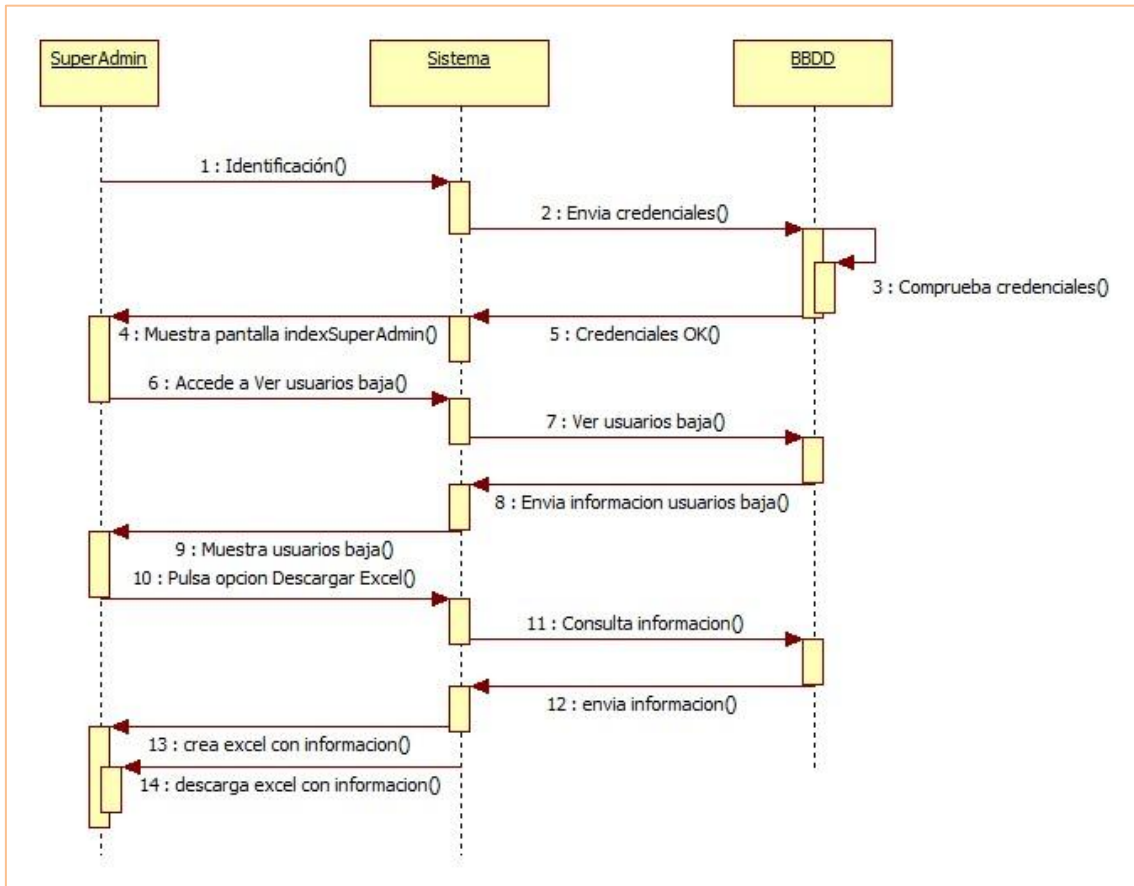 SuperAdmin
Sistema
BBDD
1 : Identificación()
2 : Envia credenciales()
3 : Comprueba credenciales()
4 : Muestra pantalla indexSuperAdmin()
5 : Credenciales OK()
6 : Accede a Ver usuarios baja()
7 : Ver usuarios baja()
8 : Envia informacion usuarios baja()
9 : Muestra usuarios baja()
10 : Pulsa opcion Descargar Excel()
11 : Consulta informacion()
12 : envia informacion()
13 : crea excel con informacion()
14 : descarga excel con informacion()